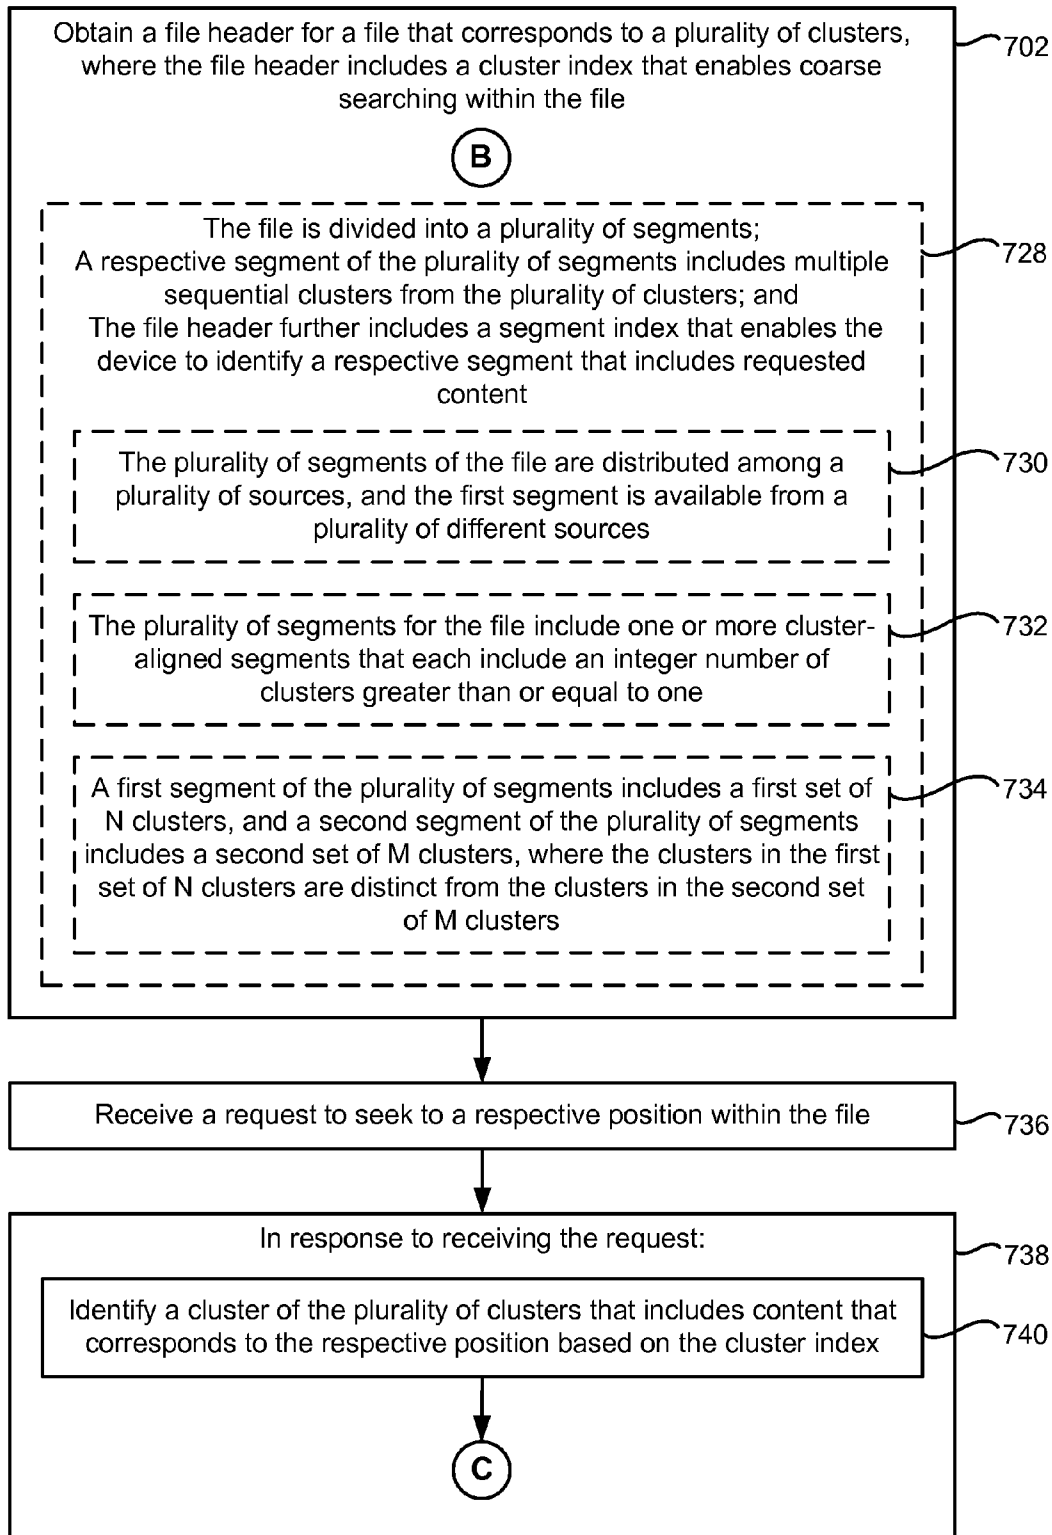 Obtain a file header for a file that corresponds to a plurality of clusters,
where the file header includes a cluster index that enables coarse
searching within the file
702
B
The file is divided into a plurality of segments;
A respective segment of the plurality of segments includes multiple
sequential clusters from the plurality of clusters; and
The file header further includes a segment index that enables the
device to identify a respective segment that includes requested
content
728
The plurality of segments of the file are distributed among a
plurality of sources, and the first segment is available from a
plurality of different sources
730
The plurality of segments for the file include one or more cluster-
aligned segments that each include an integer number of
clusters greater than or equal to one
732
A first segment of the plurality of segments includes a first set of
N clusters, and a second segment of the plurality of segments
includes a second set of M clusters, where the clusters in the first
set of N clusters are distinct from the clusters in the second set
of M clusters
734
Receive a request to seek to a respective position within the file
736
In response to receiving the request:
738
Identify a cluster of the plurality of clusters that includes content that
corresponds to the respective position based on the cluster index
740
C